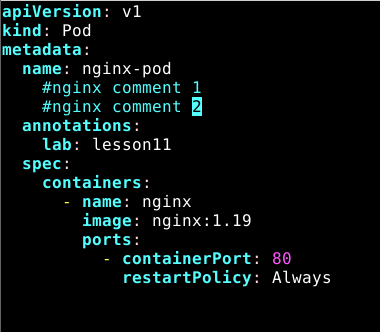 apiVersion: v1
kind: Pod
metadata:
  name: nginx-pod
    #nginx comment 1
    #nginx comment 2
  annotations:
    lab: lesson11
  spec:
    containers:
      - name: nginx
        image: nginx:1.19
        ports:
          - containerPort: 80
            restartPolicy: Always